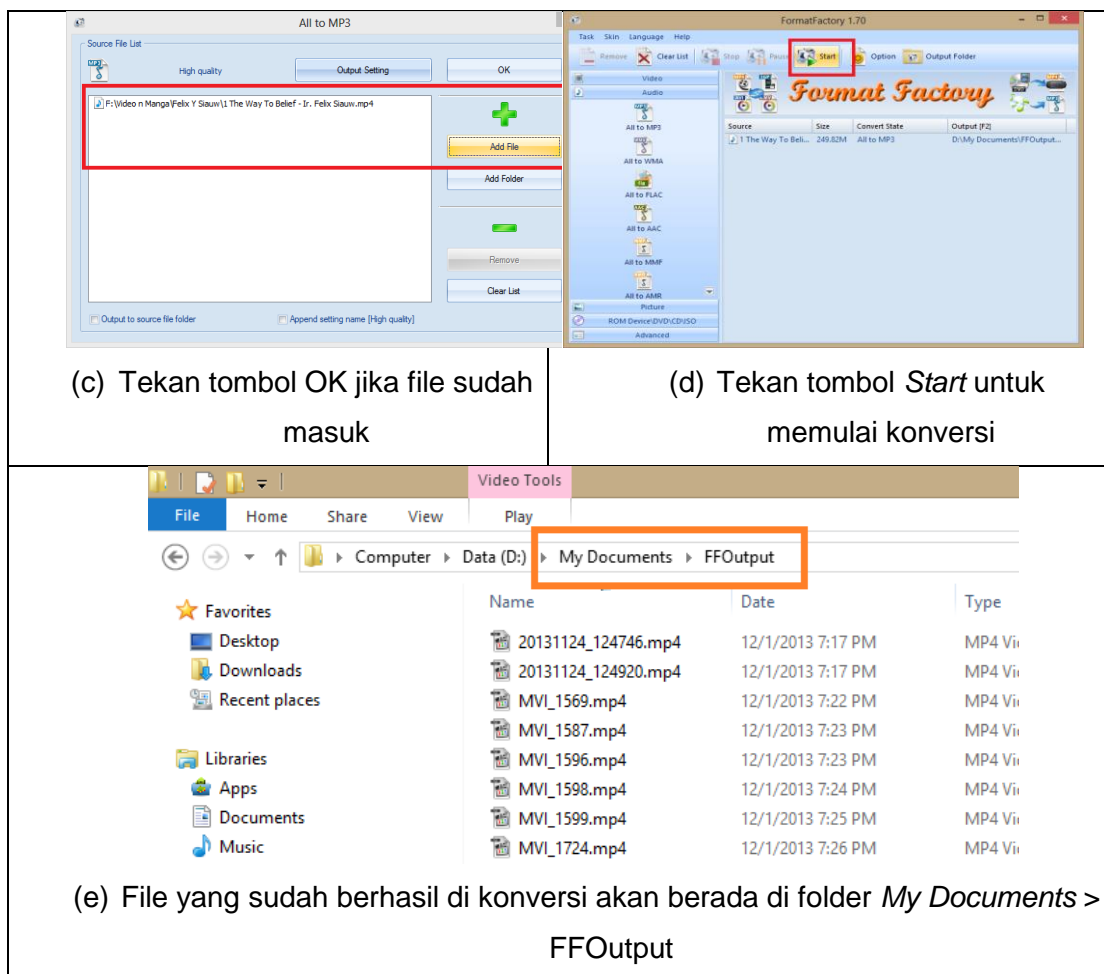 All to MP3
Source File List
High quality
Output Setting
OK
F:\Video n Manga\Felix Y Siauw\1 The Way To Belief - Ir. Felix Siauw.mp4
Add File
Add Folder
Remove
Clear List
Output to source file folder
Append setting name [High quality]
FormatFactory 1.70
Task Skin Language Help
Remove Clear List Stop Pause Start Option Output Folder
Video
Audio
All to MP3
All to WMA
All to FLAC
All to AAC
All to MMF
All to AMR
Picture
ROM Device\DVD\CD\ISO
Advanced
Format Factory
Source Size Convert State Output [F2]
1 The Way To Beli... 249.82M All to MP3 D:\My Documents\FFOutput...
(c) Tekan tombol OK jika file sudah
masuk
(d) Tekan tombol Start untuk
memulai konversi
Video Tools
File Home Share View Play
Computer Data (D:) My Documents FFOutput
Favorites
Desktop
Downloads
Recent places
Libraries
Apps
Documents
Music
Name Date Type
20131124_124746.mp4 12/1/2013 7:17 PM MP4 Vi
20131124_124920.mp4 12/1/2013 7:17 PM MP4 Vi
MVI_1569.mp4 12/1/2013 7:22 PM MP4 Vi
MVI_1587.mp4 12/1/2013 7:23 PM MP4 Vi
MVI_1596.mp4 12/1/2013 7:23 PM MP4 Vi
MVI_1598.mp4 12/1/2013 7:24 PM MP4 Vi
MVI_1599.mp4 12/1/2013 7:25 PM MP4 Vi
MVI_1724.mp4 12/1/2013 7:26 PM MP4 Vi
(e) File yang sudah berhasil di konversi akan berada di folder My Documents >
FFOutput